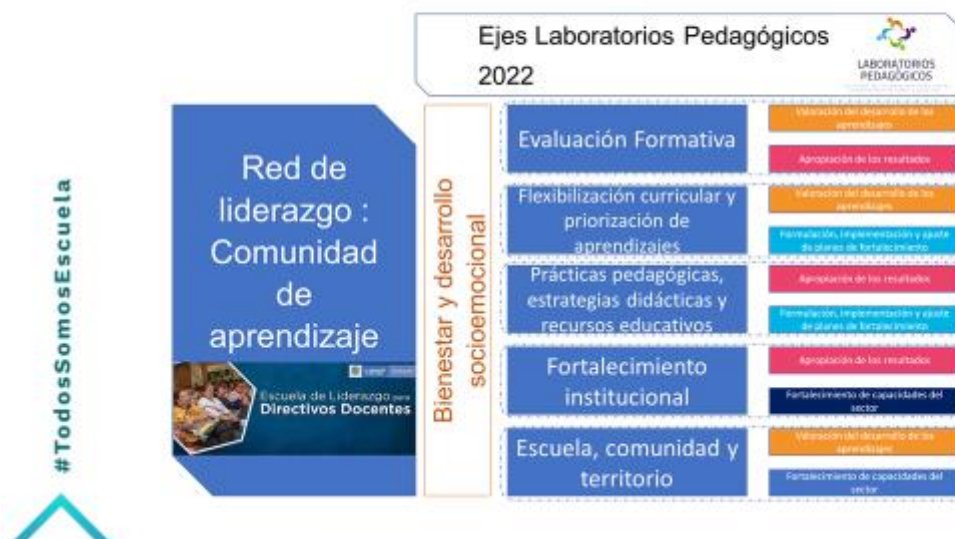 Ejes Laboratorios Pedagógicos
2022
LABORATORIOS
PEDAGÓGICOS
#TodosSomosEscuela
Red de
liderazgo :
Comunidad
de
aprendizaje
Escuela de Liderazgo para
Directivos Docentes
Bienestar y desarrollo
socioemocional
Evaluación Formativa
Valoración del desarrollo de los
aprendizajes
Apropiación de los resultados
Flexibilización curricular y
priorización de
aprendizajes
Valoración del desarrollo de los
aprendizajes
Formulación, implementación y ajuste
de planes de fortalecimiento
Prácticas pedagógicas,
estrategias didácticas y
recursos educativos
Apropiación de los resultados
Formulación, implementación y ajuste
de planes de fortalecimiento
Fortalecimiento
institucional
Apropiación de los resultados
Fortalecimiento de capacidades del
sector
Escuela, comunidad y
territorio
Valoración del desarrollo de los
aprendizajes
Fortalecimiento de capacidades del
sector